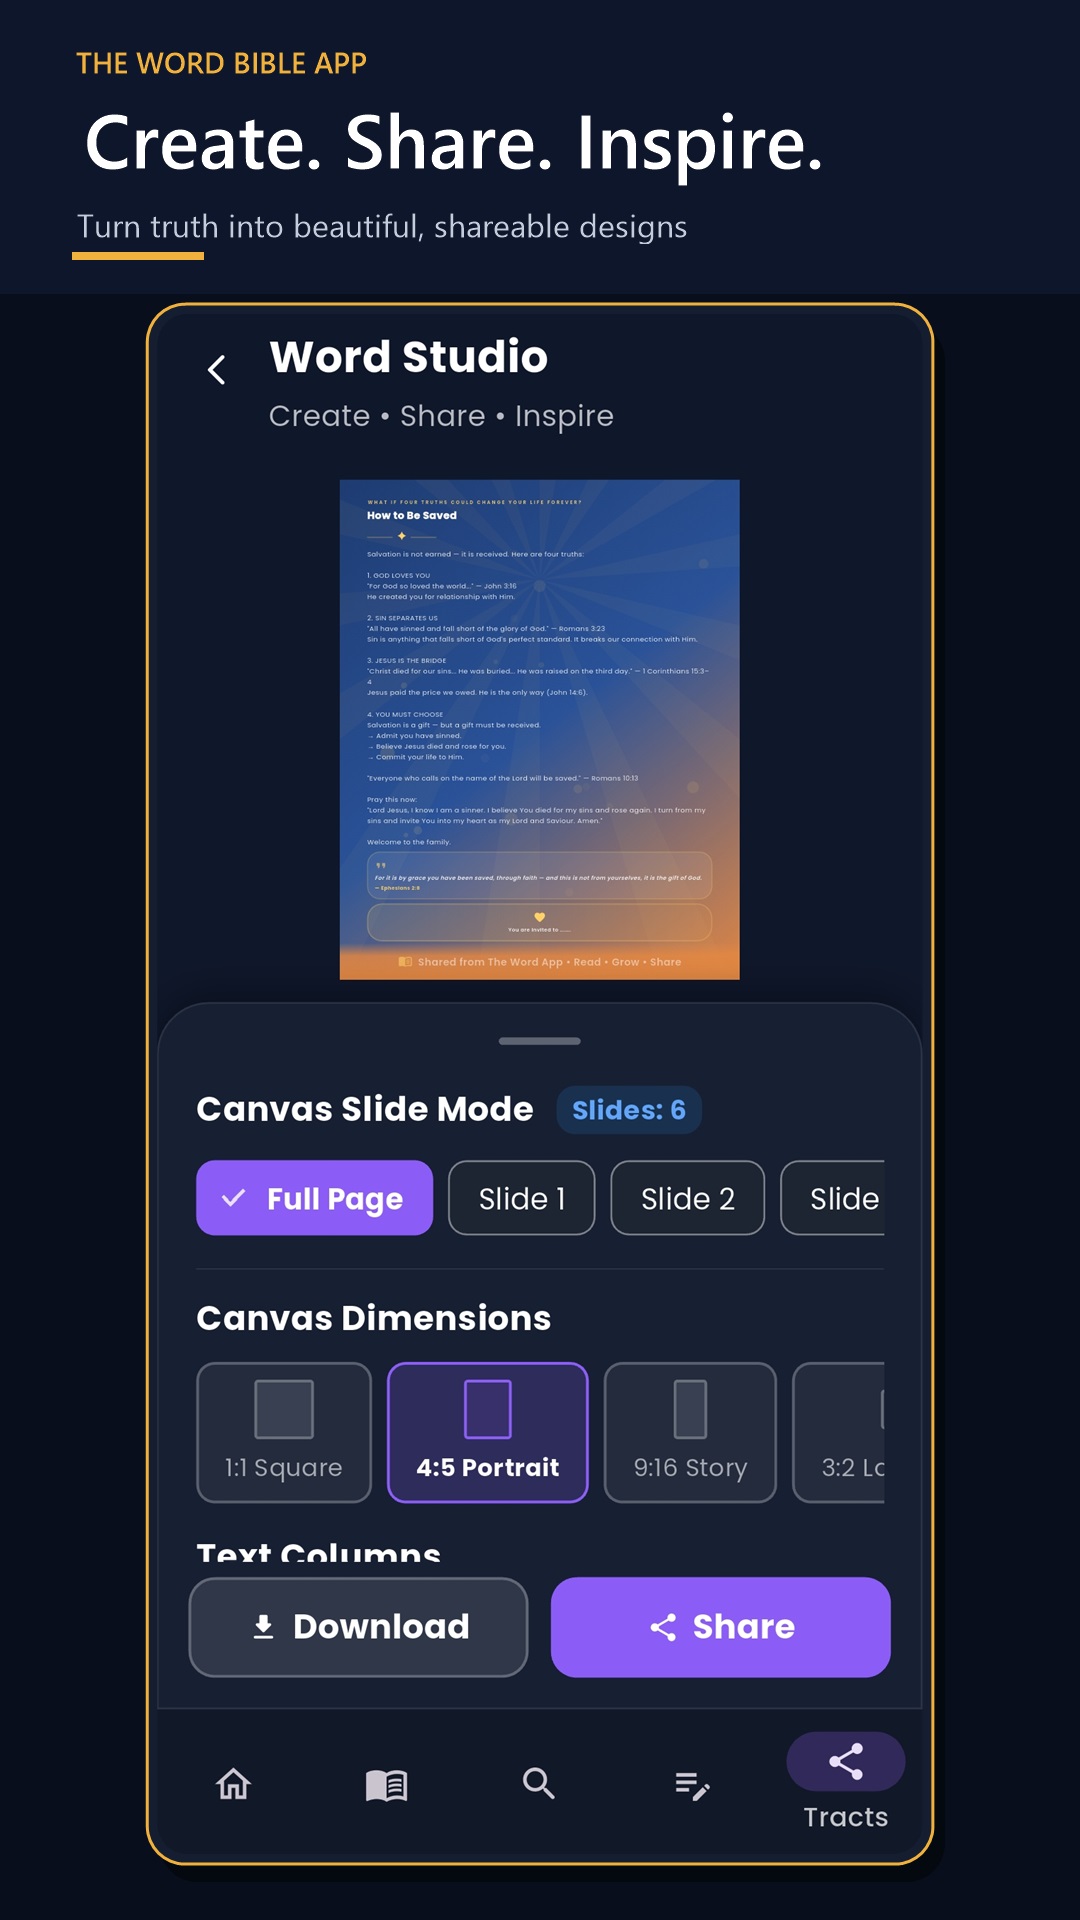 THE WORD BIBLE APP
Create. Share. Inspire.
Turn truth into beautiful, shareable designs
Word Studio
Create • Share • Inspire
WHAT IF FOUR TRUTHS COULD CHANGE YOUR LIFE FOREVER?
How to Be Saved
Salvation is not earned — it is received. Here are four truths:
1. GOD LOVES YOU
"For God so loved the world..." — John 3:16
He created you for relationship with Him.
2. SIN SEPARATES US
"All have sinned and fall short of the glory of God." — Romans 3:23
Sin is anything that falls short of God's perfect standard. It breaks our connection with Him.
3. JESUS IS THE BRIDGE
"Christ died for our sins... He was buried... He was raised on the third day." — 1 Corinthians 15:3-
4
Jesus paid the price we owed. He is the only way (John 14:6).
4. YOU MUST CHOOSE
Salvation is a gift — but a gift must be received.
→ Admit you have sinned.
→ Believe Jesus died and rose for you.
→ Commit your life to Him.
"Everyone who calls on the name of the Lord will be saved." — Romans 10:13
Pray this now:
"Lord Jesus, I know I am a sinner. I believe You died for my sins and rose again. I turn from my
sins and invite You into my heart as my Lord and Saviour. Amen."
Welcome to the family.
For it is by grace you have been saved, through faith — and this is not from yourselves, it is the gift of God.
— Ephesians 2:8
You are invited to ......
Shared from The Word App • Read • Grow • Share
Canvas Slide Mode Slides: 6
Full Page Slide 1 Slide 2 Slide
Canvas Dimensions
1:1 Square 4:5 Portrait 9:16 Story 3:2 Lo
Text Columns
Download Share
Tracts